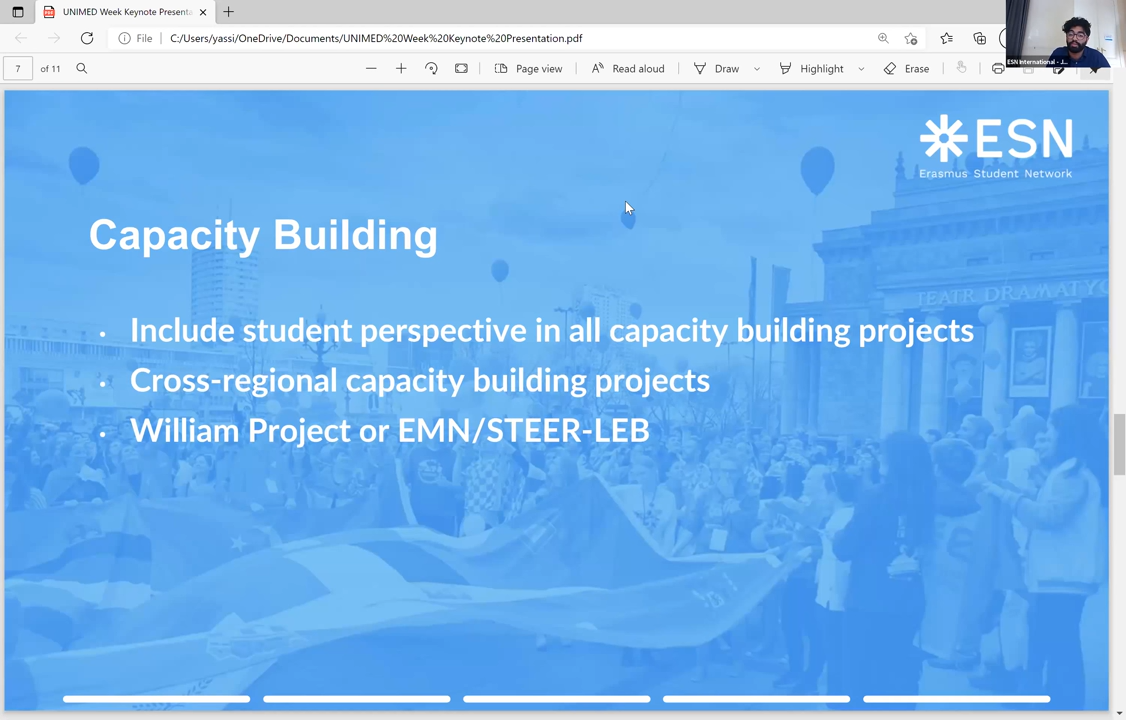 UNIMED Week Keynote Presenta
File
C:/Users/yassi/OneDrive/Documents/UNIMED%20Week%20Keynote%20Presentation.pdf
ESN International - J...
7 of 11
Page view
Read aloud
Draw
Highlight
Erase
ESN
Erasmus Student Network
Capacity Building
TEATR DRAMATYC
• Include student perspective in all capacity building projects
• Cross-regional capacity building projects
• William Project or EMN/STEER-LEB